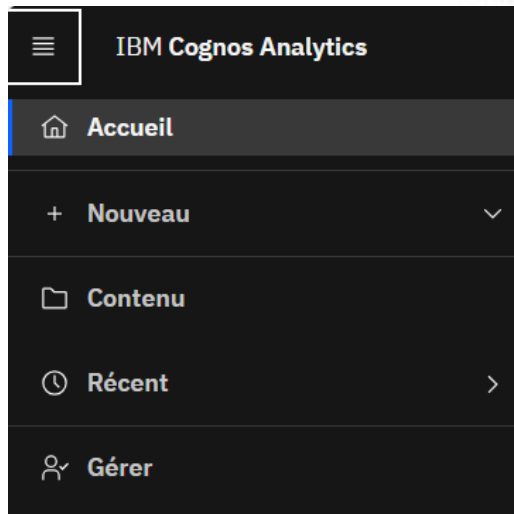 IBM Cognos Analytics
Accueil
Nouveau
Contenu
Récent
Gérer